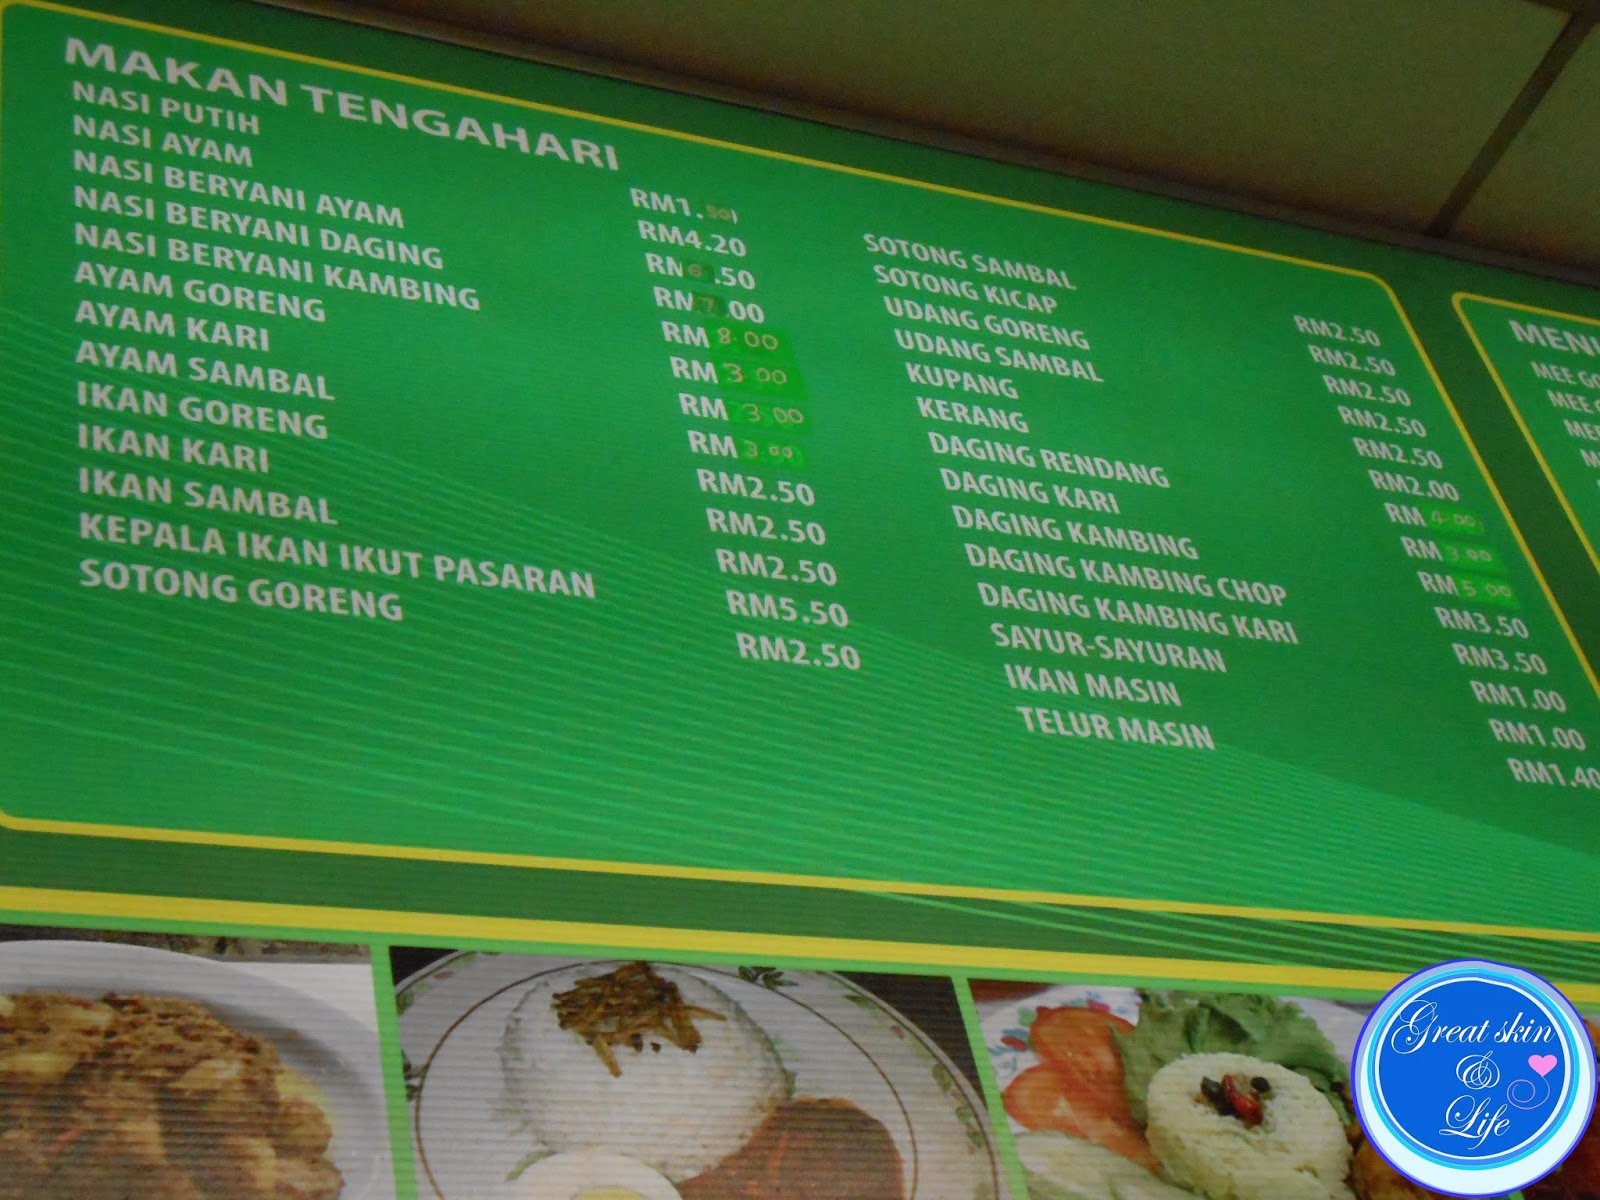 MAKAN TENGAHARI
NASI PUTIH RM1.50
NASI AYAM RM4.20
NASI BERYANI AYAM RM6.50
NASI BERYANI DAGING RM7.00
NASI BERYANI KAMBING RM8.00
AYAM GORENG RM3.00
AYAM KARI RM3.00
AYAM SAMBAL RM3.00
IKAN GORENG RM2.50
IKAN KARI RM2.50
IKAN SAMBAL RM2.50
KEPALA IKAN IKUT PASARAN RM5.50
SOTONG GORENG RM2.50
SOTONG SAMBAL RM2.50
SOTONG KICAP RM2.50
UDANG GORENG RM2.50
UDANG SAMBAL RM2.50
KUPANG RM2.50
KERANG RM2.00
DAGING RENDANG RM4.00
DAGING KARI RM3.00
DAGING KAMBING RM5.00
DAGING KAMBING CHOP RM3.50
DAGING KAMBING KARI RM3.50
SAYUR-SAYURAN RM1.00
IKAN MASIN RM1.00
TELUR MASIN RM1.40
MENU
MEE
MEE
Great skin
&
Life